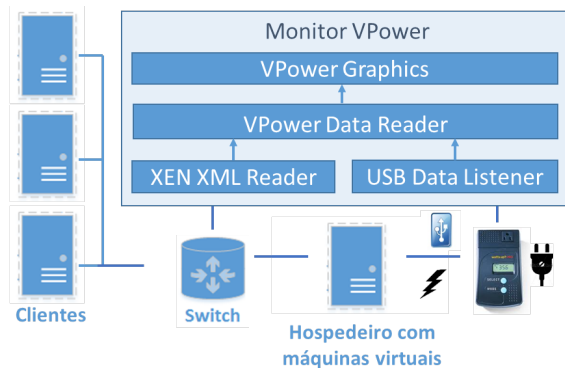 Monitor VPower
VPower Graphics
VPower Data Reader
XEN XML Reader
USB Data Listener
Clientes
Switch
Hospedeiro com
máquinas virtuais